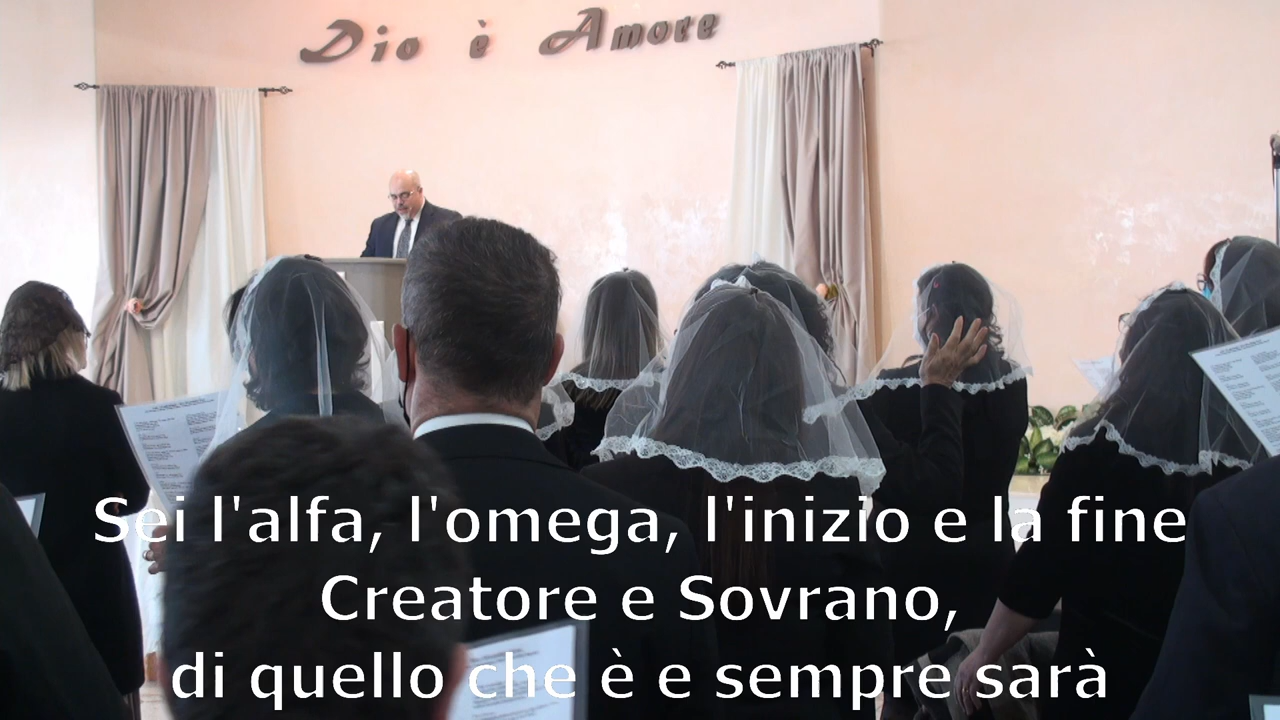 Dio è Amore
Sei l'alfa, l'omega, l'inizio e la fine
Creatore e Sovrano,
di quello che è e sempre sarà